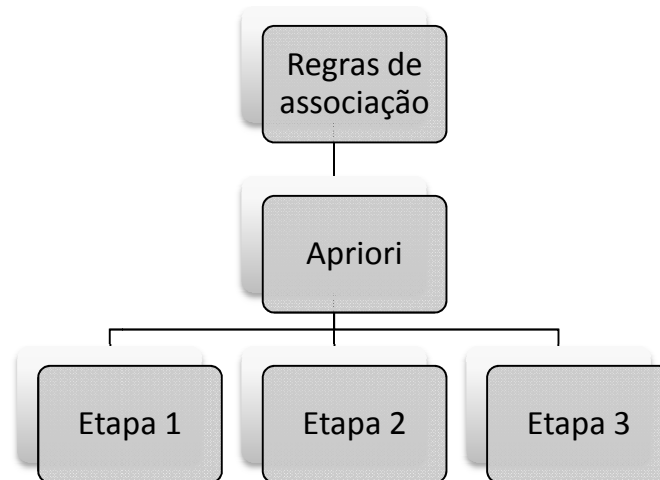 Regras de
associação
Apriori
Etapa 1
Etapa 2
Etapa 3